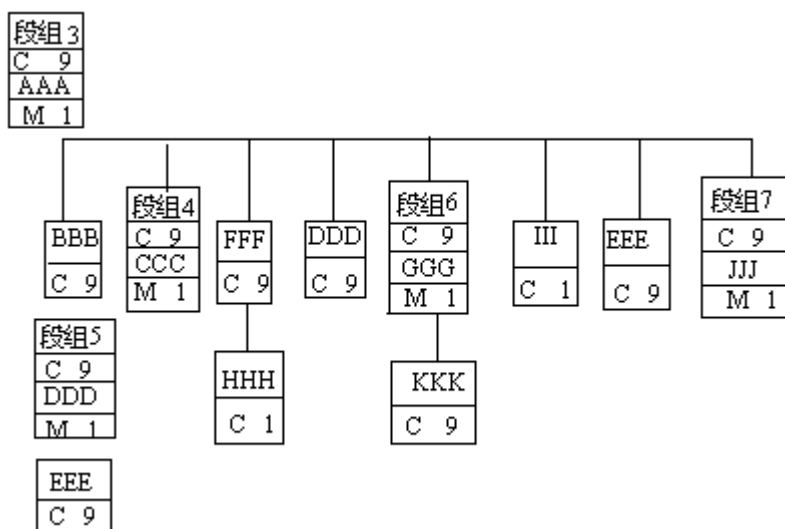 段组3
C 9
AAA
M 1
BBB
C 9
段组4
C 9
CCC
M 1
FFF
C 9
DDD
C 9
段组6
C 9
GGG
M 1
III
C 1
EEE
C 9
段组7
C 9
JJJ
M 1
段组5
C 9
DDD
M 1
HHH
C 1
KKK
C 9
EEE
C 9